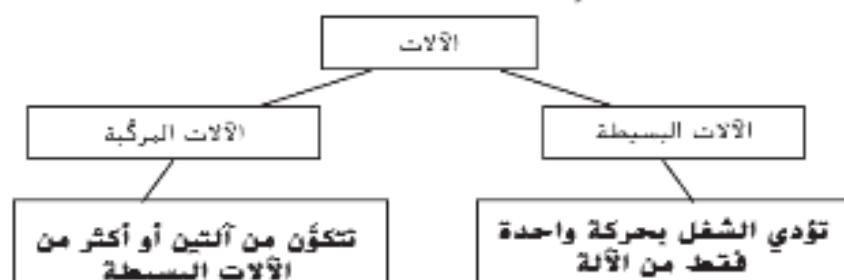 الآلات
الآلات البسيطة
الآلات المركَّبة
تؤدي الشغل بحركة واحدة
فقط من الآلة
تتكوَّن من آلتين أو أكثر من
الآلات البسيطة